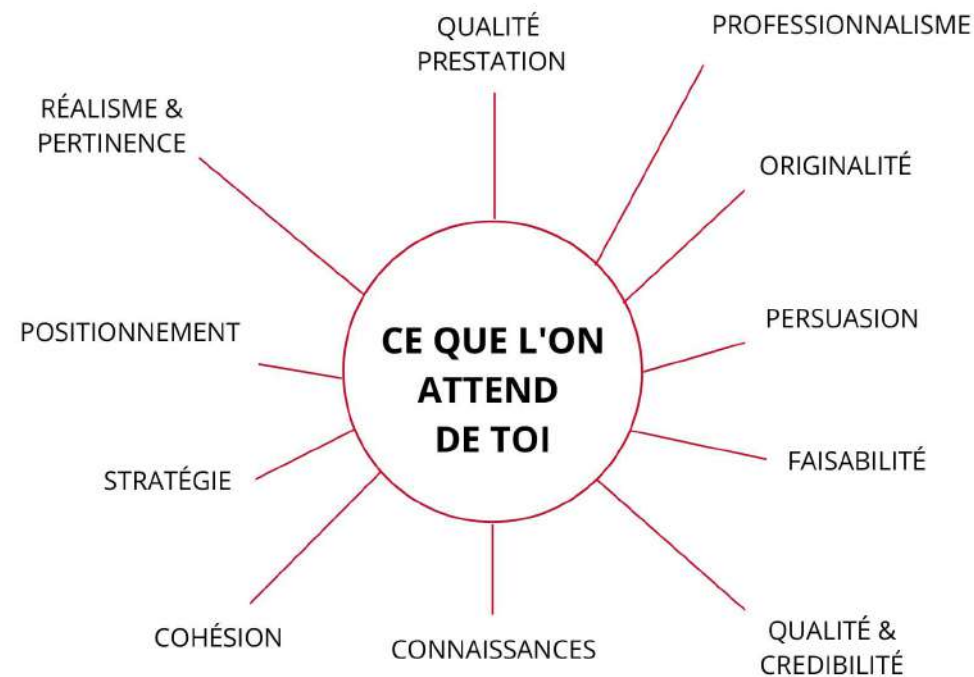 QUALITÉ
PRESTATION
PROFESSIONNALISME
RÉALISME &
PERTINENCE
ORIGINALITÉ
POSITIONNEMENT
PERSUASION
CE QUE L'ON
ATTEND
DE TOI
STRATÉGIE
FAISABILITÉ
COHÉSION
CONNAISSANCES
QUALITÉ &
CREDIBILITÉ